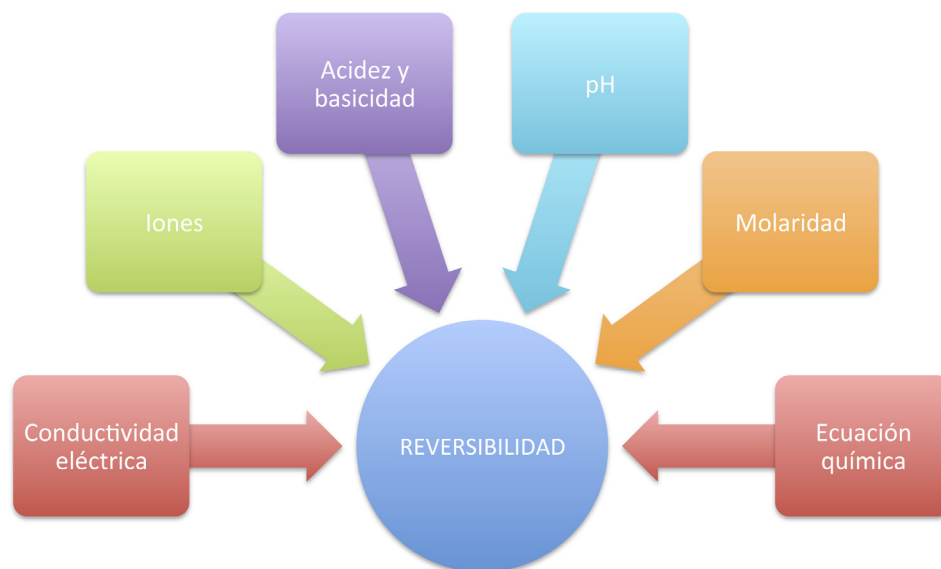 Acidez y
basicidad
pH
Iones
Molaridad
Conductividad
eléctrica
REVERSIBILIDAD
Ecuación
química